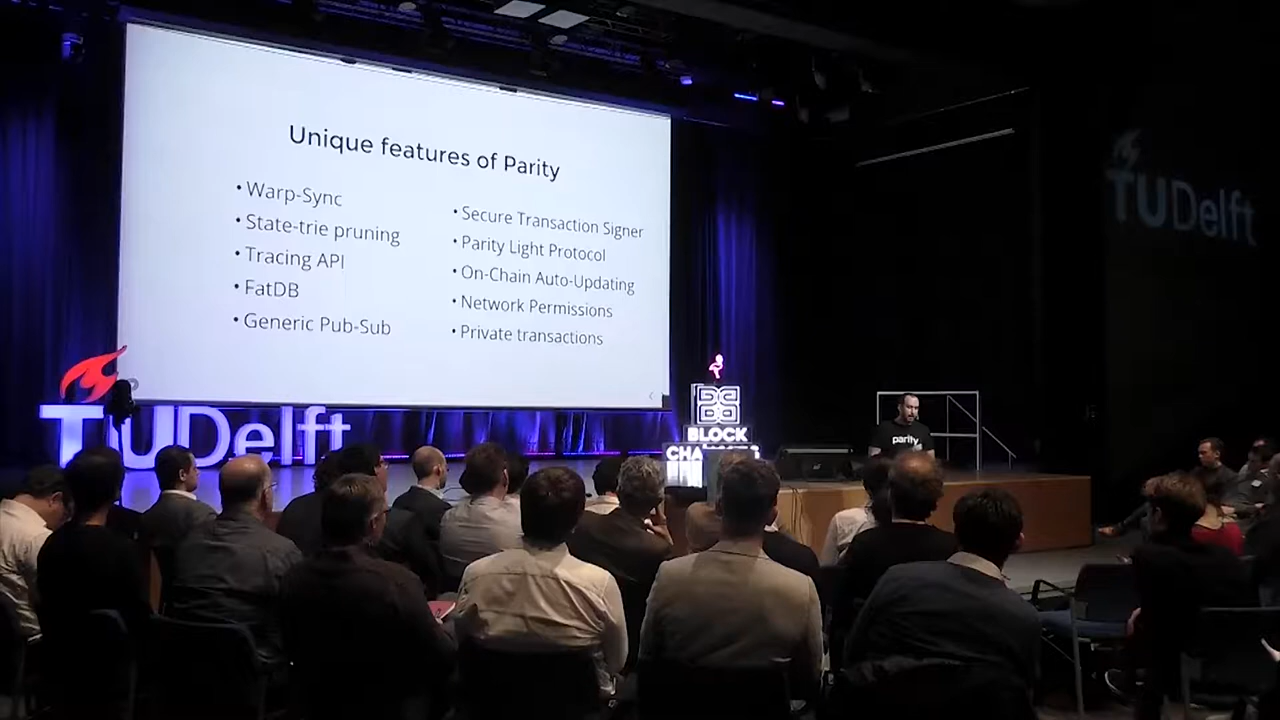 Unique features of Parity
• Warp-Sync
• State-trie pruning
• Tracing API
• FatDB
• Generic Pub-Sub
• Secure Transaction Signer
• Parity Light Protocol
• On-Chain Auto-Updating
• Network Permissions
• Private transactions
TUDelft
TUDelft
BLOCK
parity